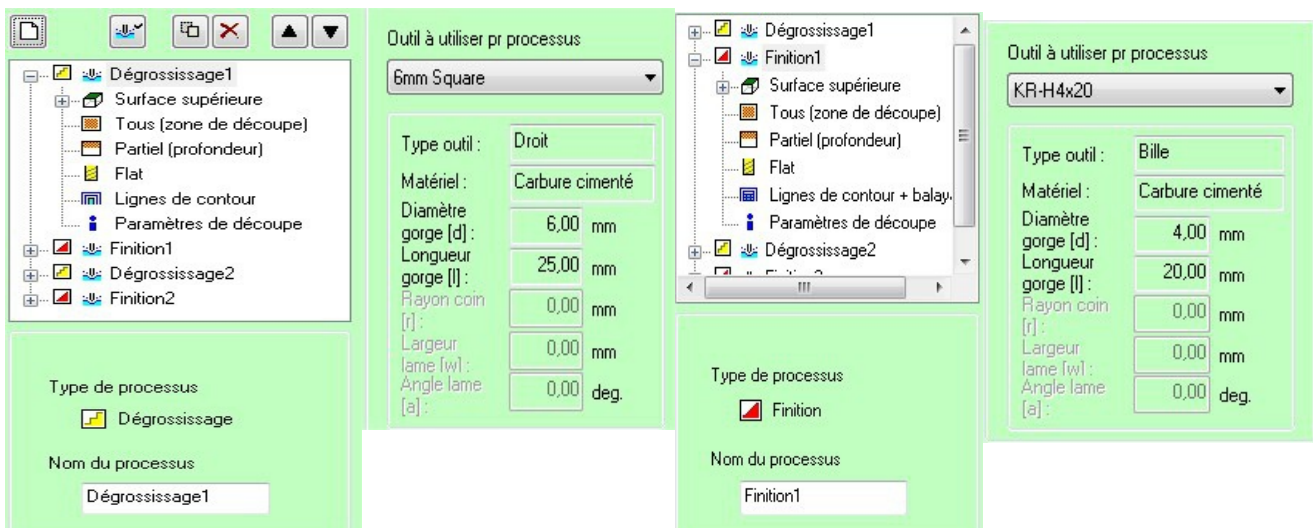 Dégrossissage1
Surface supérieure
Tous (zone de découpe)
Partiel (profondeur)
Flat
Lignes de contour
Paramètres de découpe
Finition1
Dégrossissage2
Finition2
Type de processus
Dégrossissage
Nom du processus
Dégrossissage1
Outil à utiliser pr processus
6mm Square
Type outil : Droit
Matériel : Carbure cimenté
Diamètre
gorge [d] : 6,00 mm
Longueur
gorge [l] : 25,00 mm
Rayon coin
[r] : 0,00 mm
Largeur
lame [w] : 0,00 mm
Angle lame
[a] : 0,00 deg.
Dégrossissage1
Finition1
Surface supérieure
Tous (zone de découpe)
Partiel (profondeur)
Flat
Lignes de contour + balay
Paramètres de découpe
Dégrossissage2
Type de processus
Finition
Nom du processus
Finition1
Outil à utiliser pr processus
KR-H4x20
Type outil : Bille
Matériel : Carbure cimenté
Diamètre
gorge [d] : 4,00 mm
Longueur
gorge [l] : 20,00 mm
Rayon coin
[r] : 0,00 mm
Largeur
lame [w] : 0,00 mm
Angle lame
[a] : 0,00 deg.